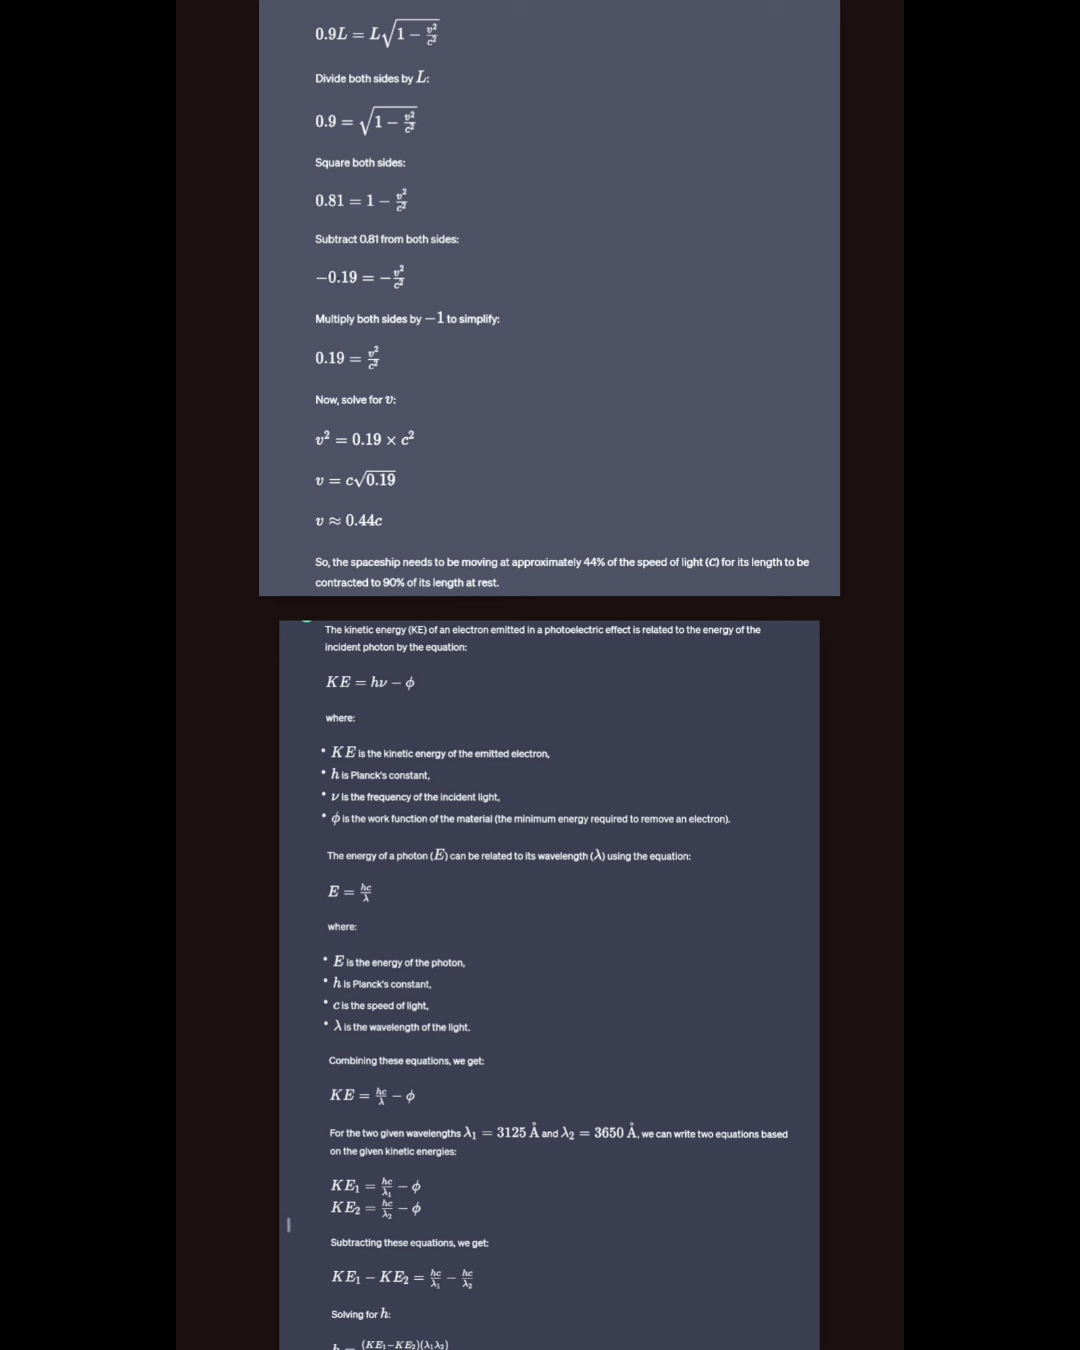 0.9L = L√(1 − v²/c²)
Divide both sides by L:
0.9 = √(1 − v²/c²)
Square both sides:
0.81 = 1 − v²/c²
Subtract 0.81 from both sides:
−0.19 = −v²/c²
Multiply both sides by −1 to simplify:
0.19 = v²/c²
Now, solve for v:
v² = 0.19 × c²
v = c√0.19
v ≈ 0.44c
So, the spaceship needs to be moving at approximately 44% of the speed of light (C) for its length to be
contracted to 90% of its length at rest.
The kinetic energy (KE) of an electron emitted in a photoelectric effect is related to the energy of the
incident photon by the equation:
KE = hν − ϕ
where:
• KE is the kinetic energy of the emitted electron,
• h is Planck's constant,
• ν is the frequency of the incident light,
• ϕ is the work function of the material (the minimum energy required to remove an electron).
The energy of a photon (E) can be related to its wavelength (λ) using the equation:
E = hc/λ
where:
• E is the energy of the photon,
• h is Planck's constant,
• c is the speed of light,
• λ is the wavelength of the light.
Combining these equations, we get:
KE = hc/λ − ϕ
For the two given wavelengths λ₁ = 3125 Å and λ₂ = 3650 Å, we can write two equations based
on the given kinetic energies:
KE₁ = hc/λ₁ − ϕ
KE₂ = hc/λ₂ − ϕ
Subtracting these equations, we get:
KE₁ − KE₂ = hc/λ₁ − hc/λ₂
Solving for h:
h = (KE₁−KE₂)(λ₁λ₂)